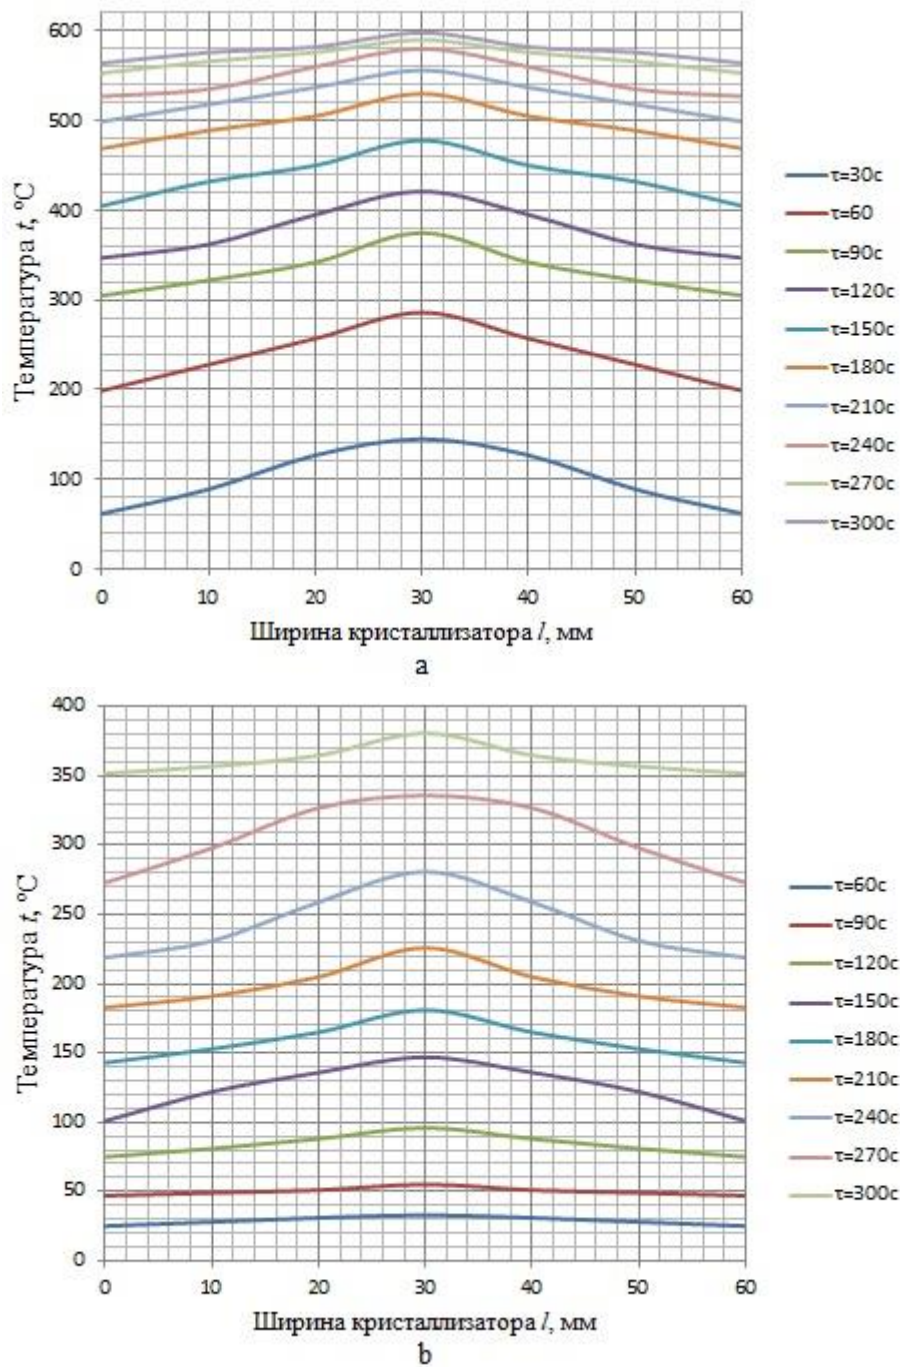 600
500
400
300
200
100
0
Температура t, ºC
0 10 20 30 40 50 60
Ширина кристаллизатора l, мм
τ=30c
τ=60
τ=90c
τ=120c
τ=150c
τ=180c
τ=210c
τ=240c
τ=270c
τ=300c
a
400
350
300
250
200
150
100
50
0
Температура t, ºC
0 10 20 30 40 50 60
Ширина кристаллизатора l, мм
τ=60c
τ=90c
τ=120c
τ=150c
τ=180c
τ=210c
τ=240c
τ=270c
τ=300c
b